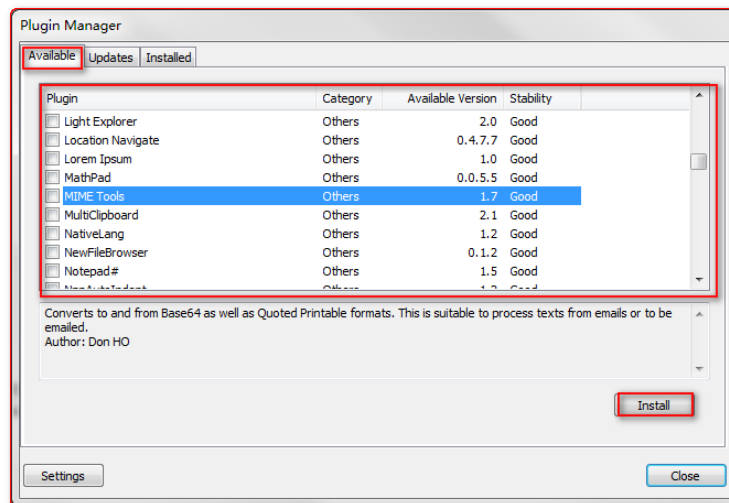 Plugin Manager
Available Updates Installed
Plugin Category Available Version Stability
Light Explorer Others 2.0 Good
Location Navigate Others 0.4.7.7 Good
Lorem Ipsum Others 1.0 Good
MathPad Others 0.0.5.5 Good
MIME Tools Others 1.7 Good
MultiClipboard Others 2.1 Good
NativeLang Others 1.2 Good
NewFileBrowser Others 0.1.2 Good
Notepad# Others 1.5 Good
Converts to and from Base64 as well as Quoted Printable formats. This is suitable to process texts from emails or to be
emailed.
Author: Don HO
Install
Settings Close